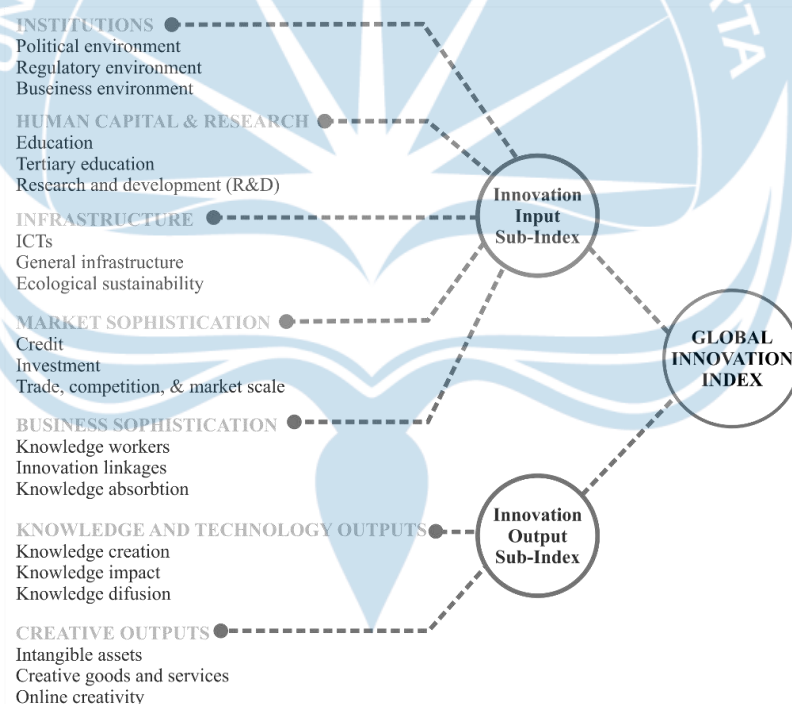 INSTITUTIONS
Political environment
Regulatory environment
Buseiness environment
HUMAN CAPITAL & RESEARCH
Education
Tertiary education
Research and development (R&D)
INFRASTRUCTURE
ICTs
General infrastructure
Ecological sustainability
MARKET SOPHISTICATION
Credit
Investment
Trade, competition, & market scale
BUSINESS SOPHISTICATION
Knowledge workers
Innovation linkages
Knowledge absorbtion
KNOWLEDGE AND TECHNOLOGY OUTPUTS
Knowledge creation
Knowledge impact
Knowledge difusion
CREATIVE OUTPUTS
Intangible assets
Creative goods and services
Online creativity
Innovation
Input
Sub-Index
Innovation
Output
Sub-Index
GLOBAL
INNOVATION
INDEX